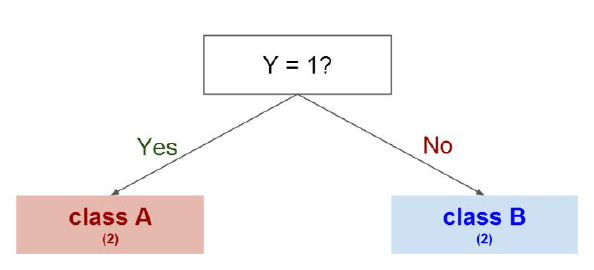 Y = 1?
Yes
No
class A
(2)
class B
(2)